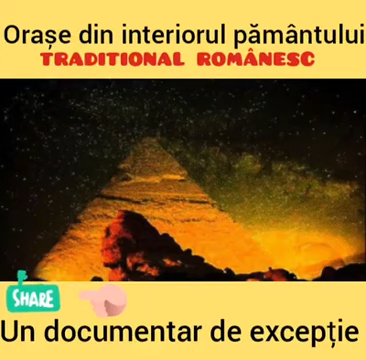 Orașe din interiorul pământului
TRADITIONAL ROMÂNESC
SHARE
Un documentar de excepție